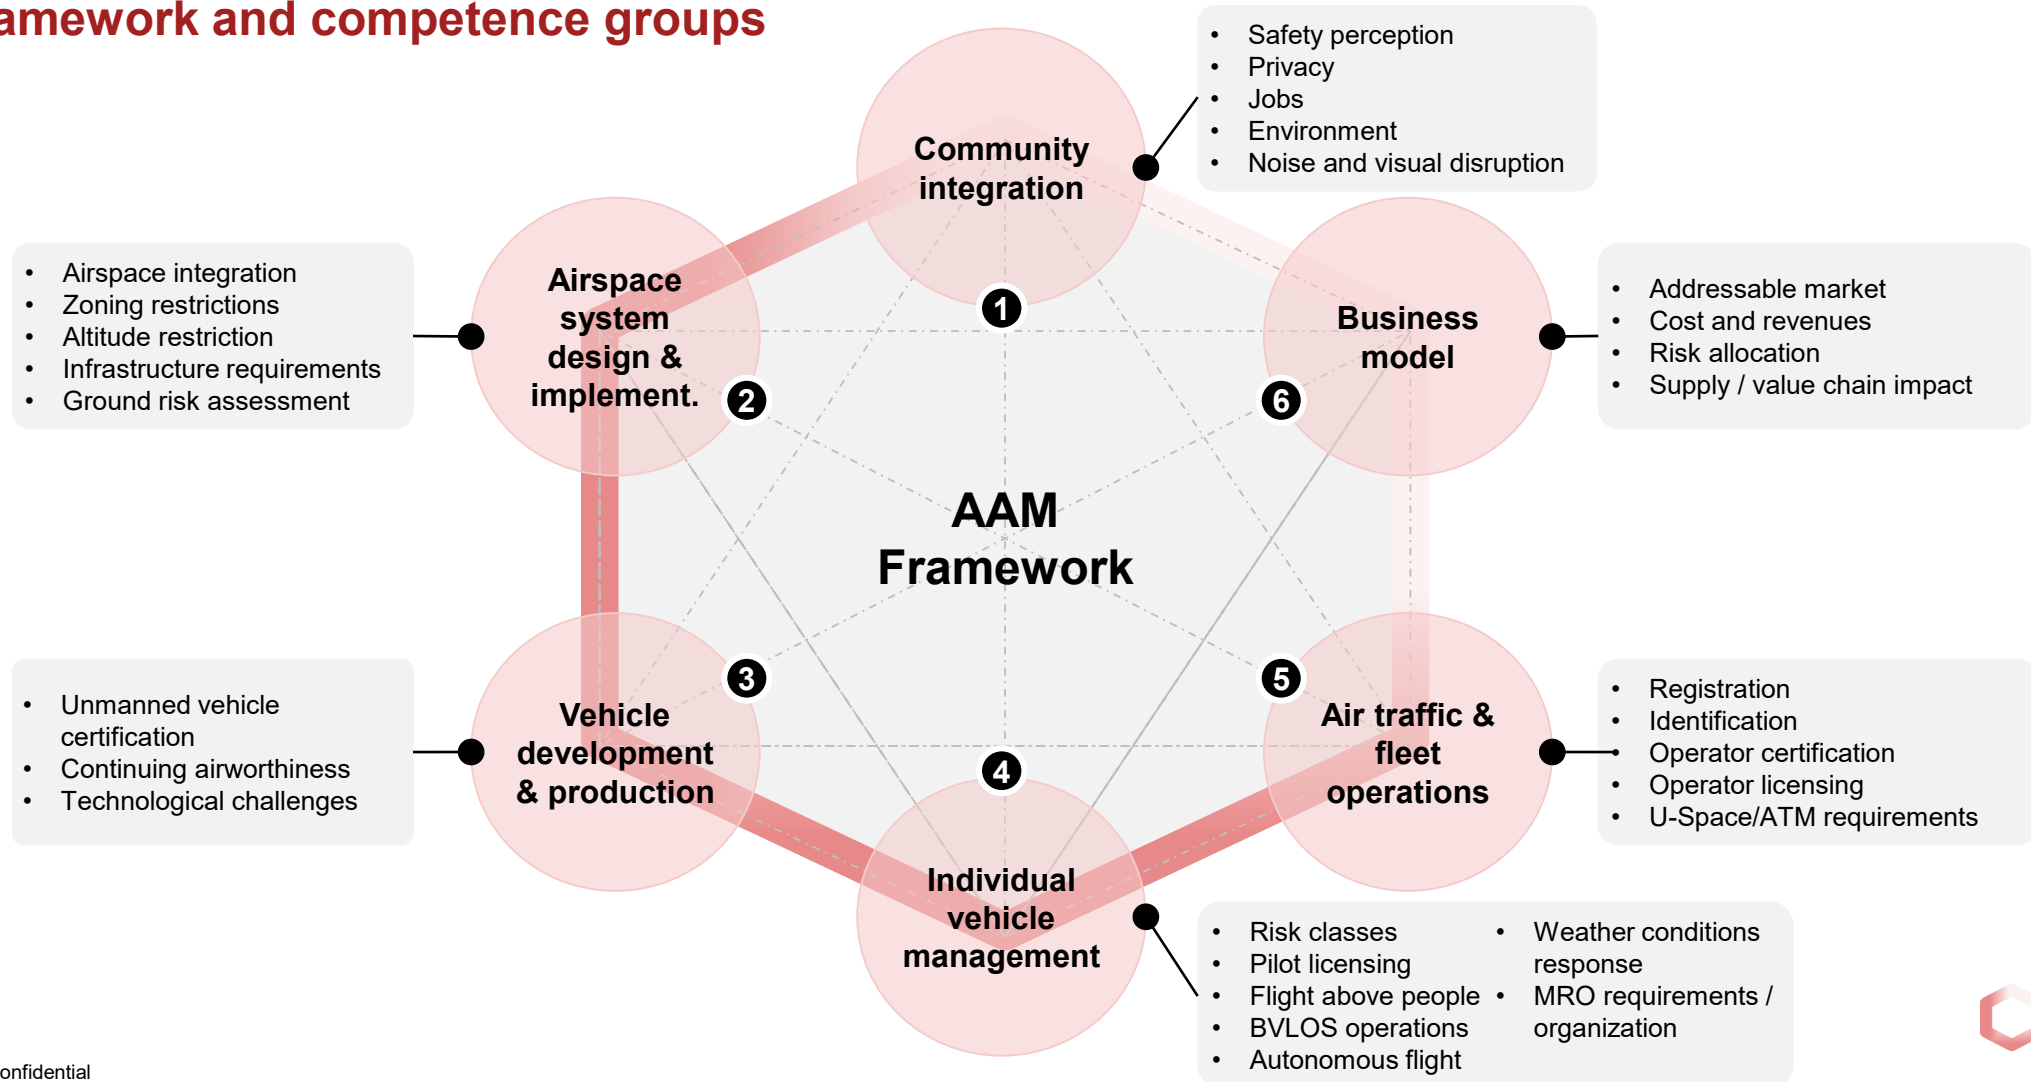 amework and competence groups
• Safety perception
• Privacy
• Jobs
• Environment
• Noise and visual disruption
Community
integration
1
• Airspace integration
• Zoning restrictions
• Altitude restriction
• Infrastructure requirements
• Ground risk assessment
Airspace
system
design &
implement.
2
Business
model
6
• Addressable market
• Cost and revenues
• Risk allocation
• Supply / value chain impact
AAM
Framework
• Unmanned vehicle
certification
• Continuing airworthiness
• Technological challenges
3
Vehicle
development
& production
4
Individual
vehicle
management
5
Air traffic &
fleet
operations
• Registration
• Identification
• Operator certification
• Operator licensing
• U-Space/ATM requirements
• Risk classes
• Pilot licensing
• Flight above people
• BVLOS operations
• Autonomous flight
• Weather conditions
response
• MRO requirements /
organization
onfidential